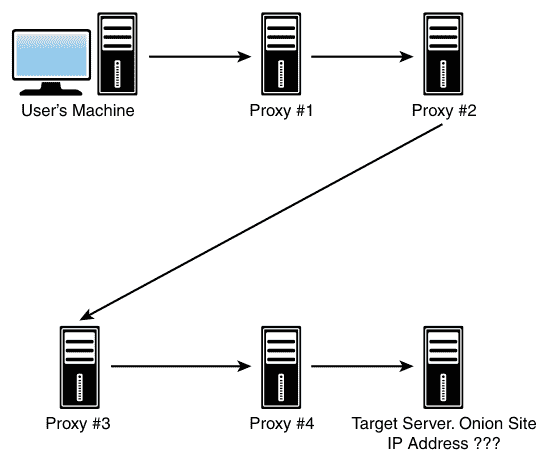 User's Machine
Proxy #1
Proxy #2
Proxy #3
Proxy #4
Target Server. Onion Site
IP Address ???